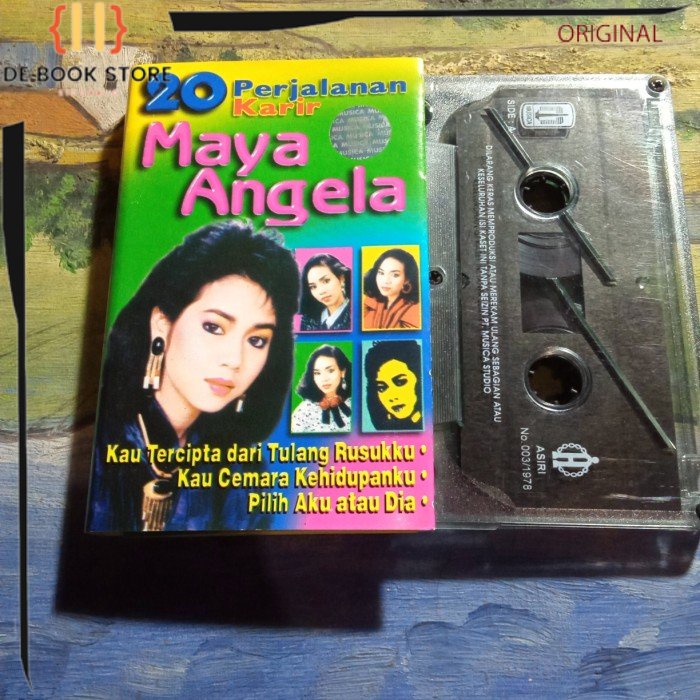 DE BOOK STORE
ORIGINAL
20 Perjalanan
Karir
Maya
Angela
MUSICA
Kau Tercipta dari Tulang Rusukku •
Kau Cemara Kehidupanku •
Pilih Aku atau Dia •
SIDE - A
DILARANG KERAS MEMPRODUKSI ATAU MEREKAM ULANG SEBAGIAN ATAU
KESELURUHAN ISI KASET INI TANPA SEIZIN PT. MUSICA STUDIO
ASIRI
No. 003/1978